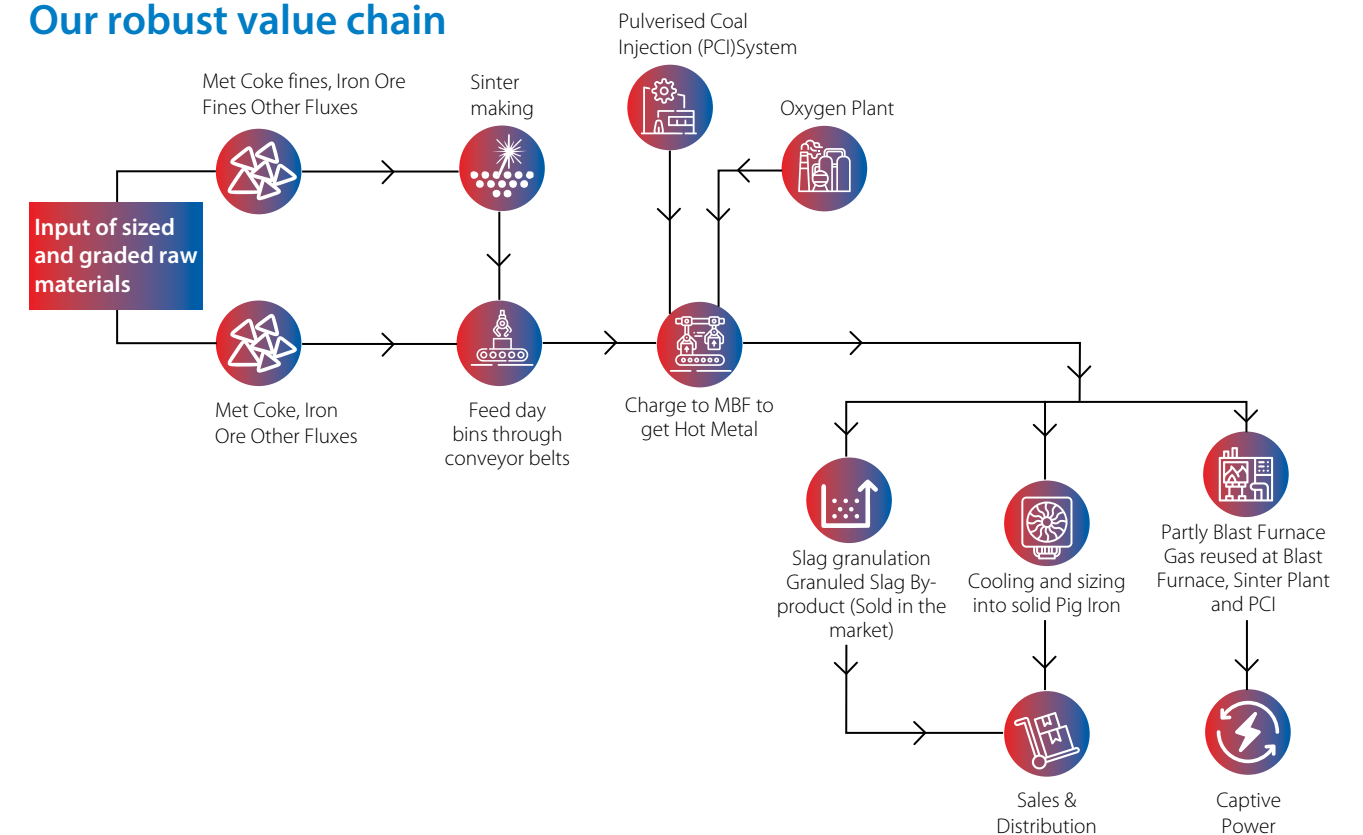 Our robust value chain
Pulverised Coal
Injection (PCI)System
Met Coke fines, Iron Ore
Fines Other Fluxes
Sinter
making
Oxygen Plant
Input of sized
and graded raw
materials
Met Coke, Iron
Ore Other Fluxes
Feed day
bins through
conveyor belts
Charge to MBF to
get Hot Metal
Slag granulation
Granuled Slag By-
product (Sold in the
market)
Cooling and sizing
into solid Pig Iron
Partly Blast Furnace
Gas reused at Blast
Furnace, Sinter Plant
and PCI
Sales &
Distribution
Captive
Power